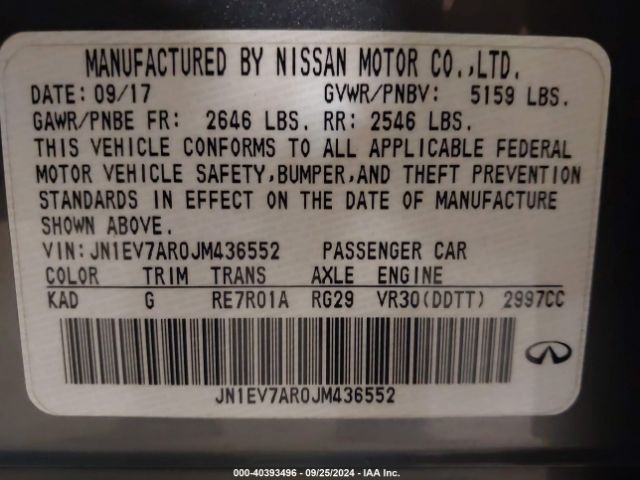 MANUFACTURED BY NISSAN MOTOR CO.,LTD.
DATE: 09/17 GVWR/PNBV: 5159 LBS.
GAWR/PNBE FR: 2646 LBS. RR: 2546 LBS.
THIS VEHICLE CONFORMS TO ALL APPLICABLE FEDERAL
MOTOR VEHICLE SAFETY,BUMPER,AND THEFT PREVENTION
STANDARDS IN EFFECT ON THE DATE OF MANUFACTURE
SHOWN ABOVE.
VIN:JN1EV7AR0JM436552 PASSENGER CAR
COLOR TRIM TRANS AXLE ENGINE
KAD G RE7R01A RG29 VR30(DDTT) 2997CC
JN1EV7AR0JM436552
000-40393496 - 09/25/2024 - IAA Inc.